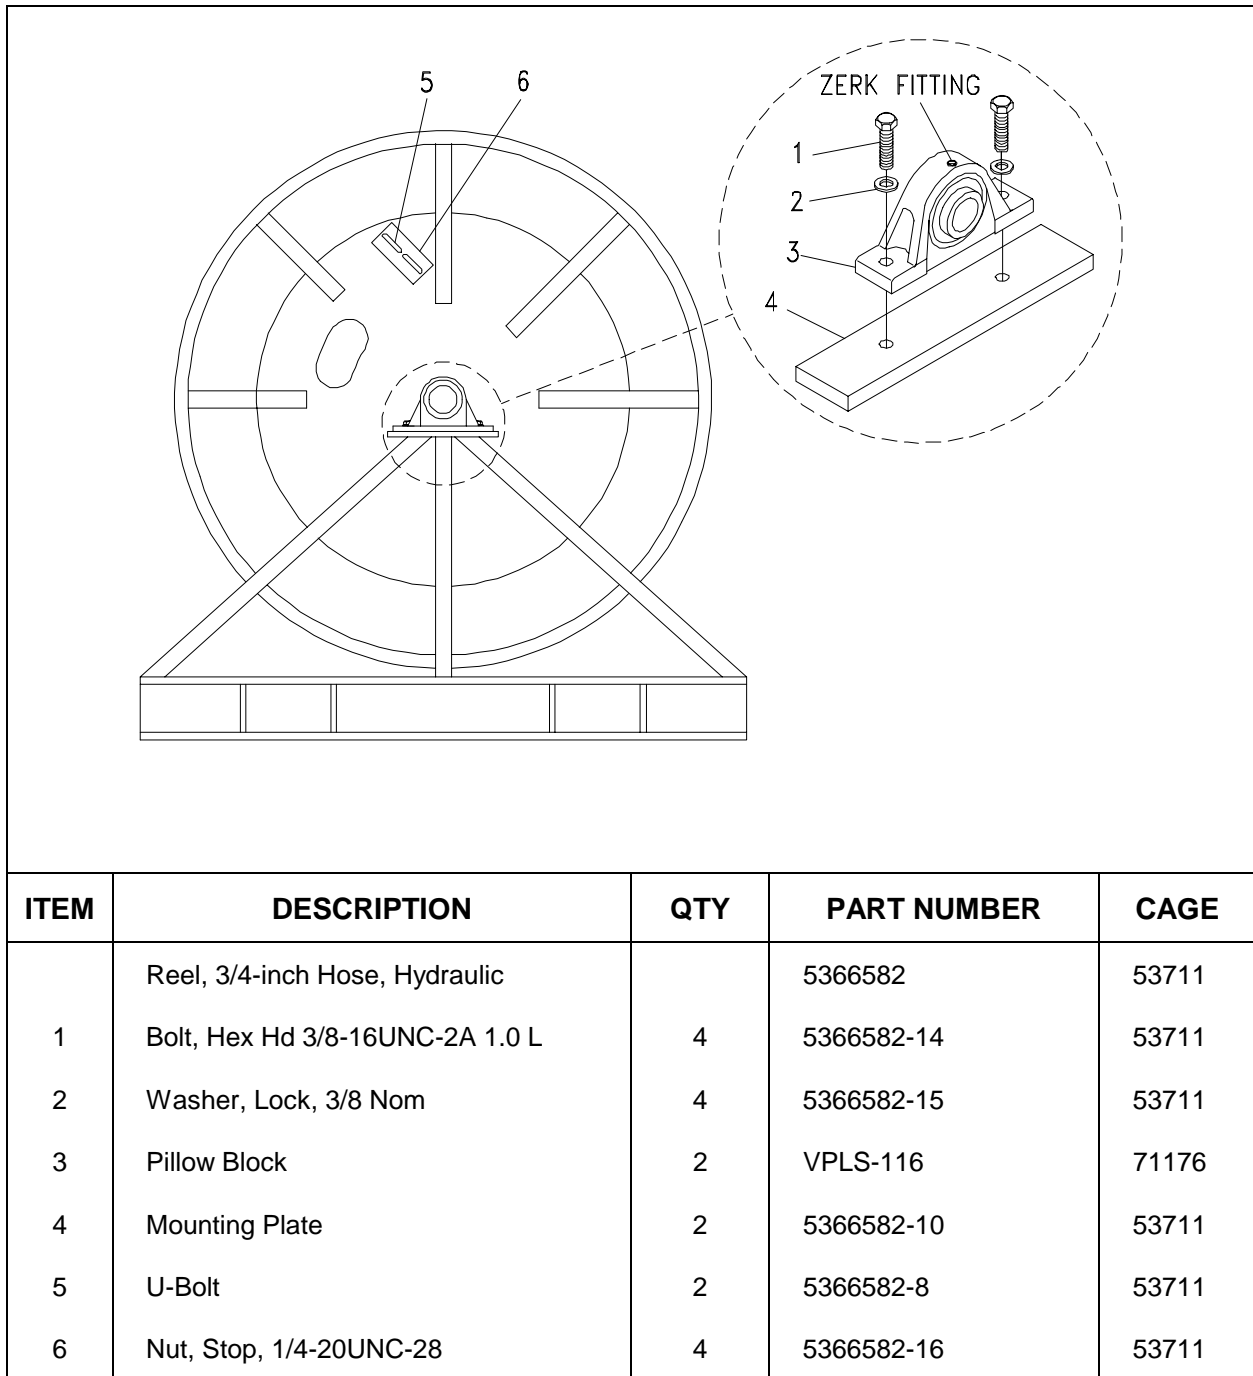 5 6
ZERK FITTING
1
2
3
4
ITEM DESCRIPTION QTY PART NUMBER CAGE
Reel, 3/4-inch Hose, Hydraulic 5366582 53711
1 Bolt, Hex Hd 3/8-16UNC-2A 1.0 L 4 5366582-14 53711
2 Washer, Lock, 3/8 Nom 4 5366582-15 53711
3 Pillow Block 2 VPLS-116 71176
4 Mounting Plate 2 5366582-10 53711
5 U-Bolt 2 5366582-8 53711
6 Nut, Stop, 1/4-20UNC-28 4 5366582-16 53711